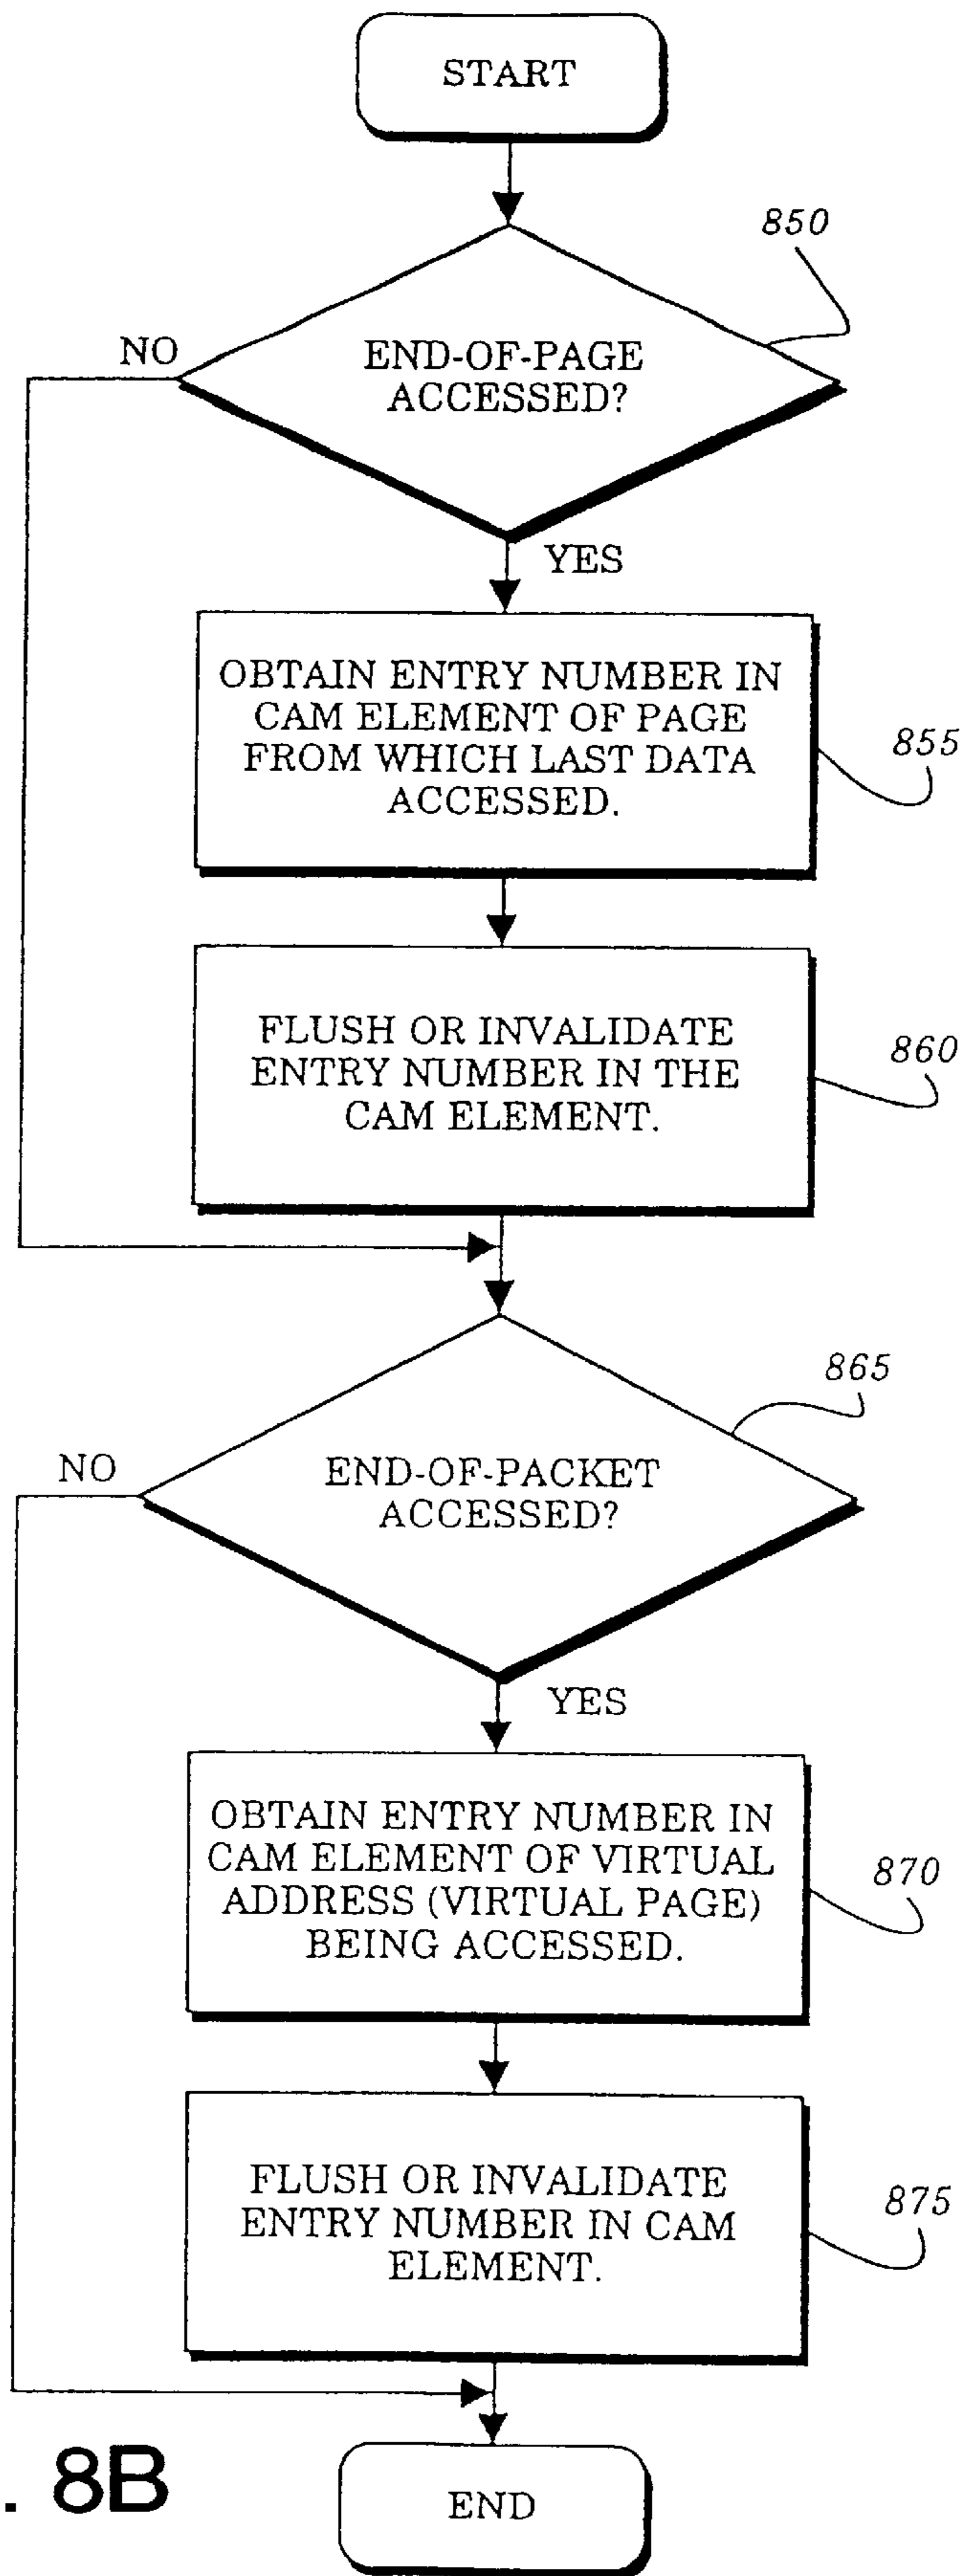 START
850
NO
END-OF-PAGE
ACCESSED?
YES
OBTAIN ENTRY NUMBER IN
CAM ELEMENT OF PAGE
FROM WHICH LAST DATA
ACCESSED.
855
FLUSH OR INVALIDATE
ENTRY NUMBER IN THE
CAM ELEMENT.
860
865
NO
END-OF-PACKET
ACCESSED?
YES
OBTAIN ENTRY NUMBER IN
CAM ELEMENT OF VIRTUAL
ADDRESS (VIRTUAL PAGE)
BEING ACCESSED.
870
FLUSH OR INVALIDATE
ENTRY NUMBER IN CAM
ELEMENT.
875
. 8B
END